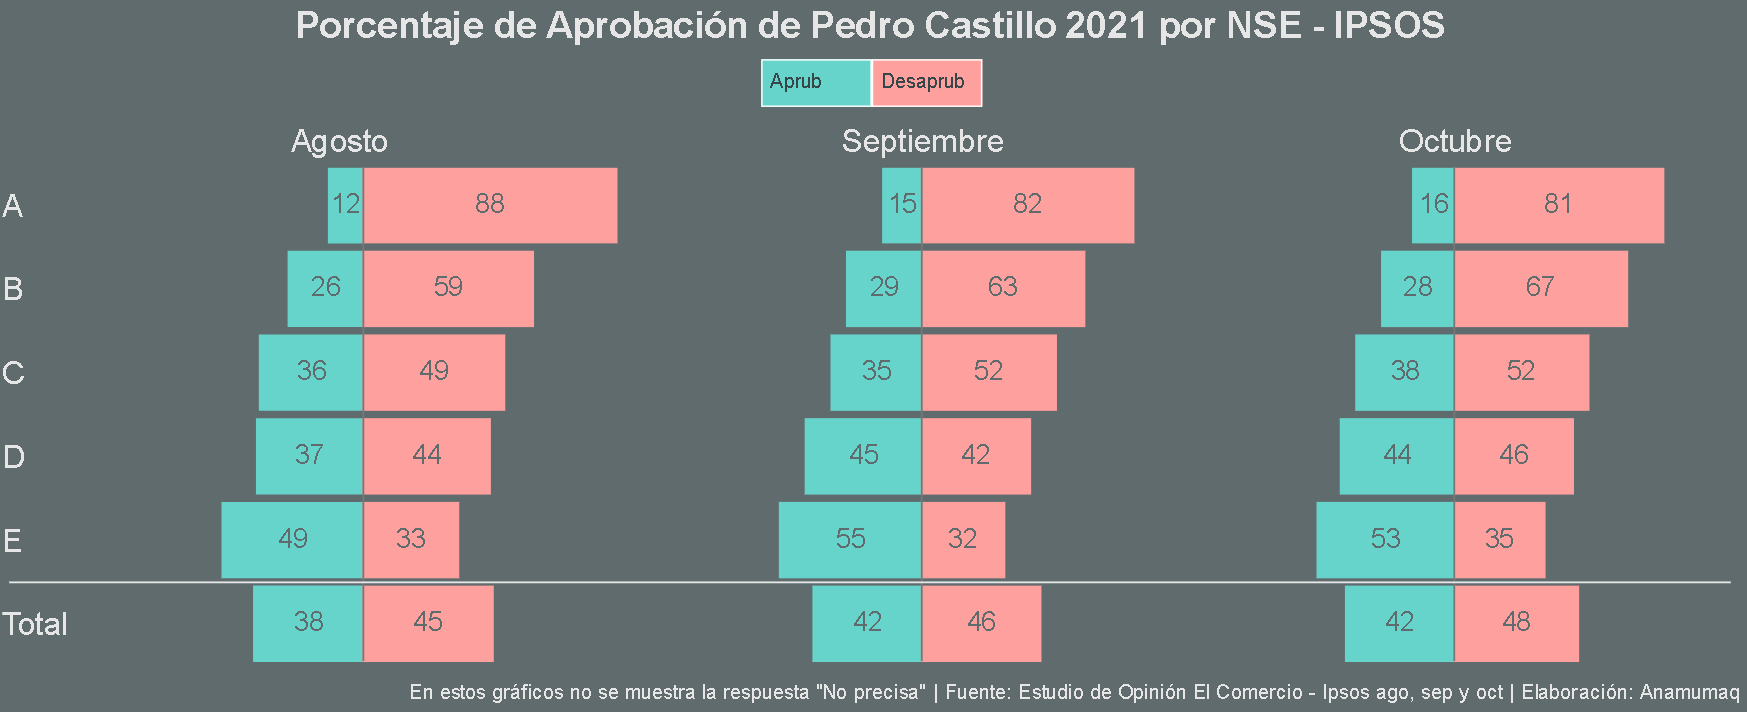 Porcentaje de Aprobación de Pedro Castillo 2021 por NSE - IPSOS
Aprub Desaprub
Agosto Septiembre Octubre
A 12 88 15 82 16 81
B 26 59 29 63 28 67
C 36 49 35 52 38 52
D 37 44 45 42 44 46
E 49 33 55 32 53 35
Total 38 45 42 46 42 48
En estos gráficos no se muestra la respuesta "No precisa" | Fuente: Estudio de Opinión El Comercio - Ipsos ago, sep y oct | Elaboración: Anamumaq